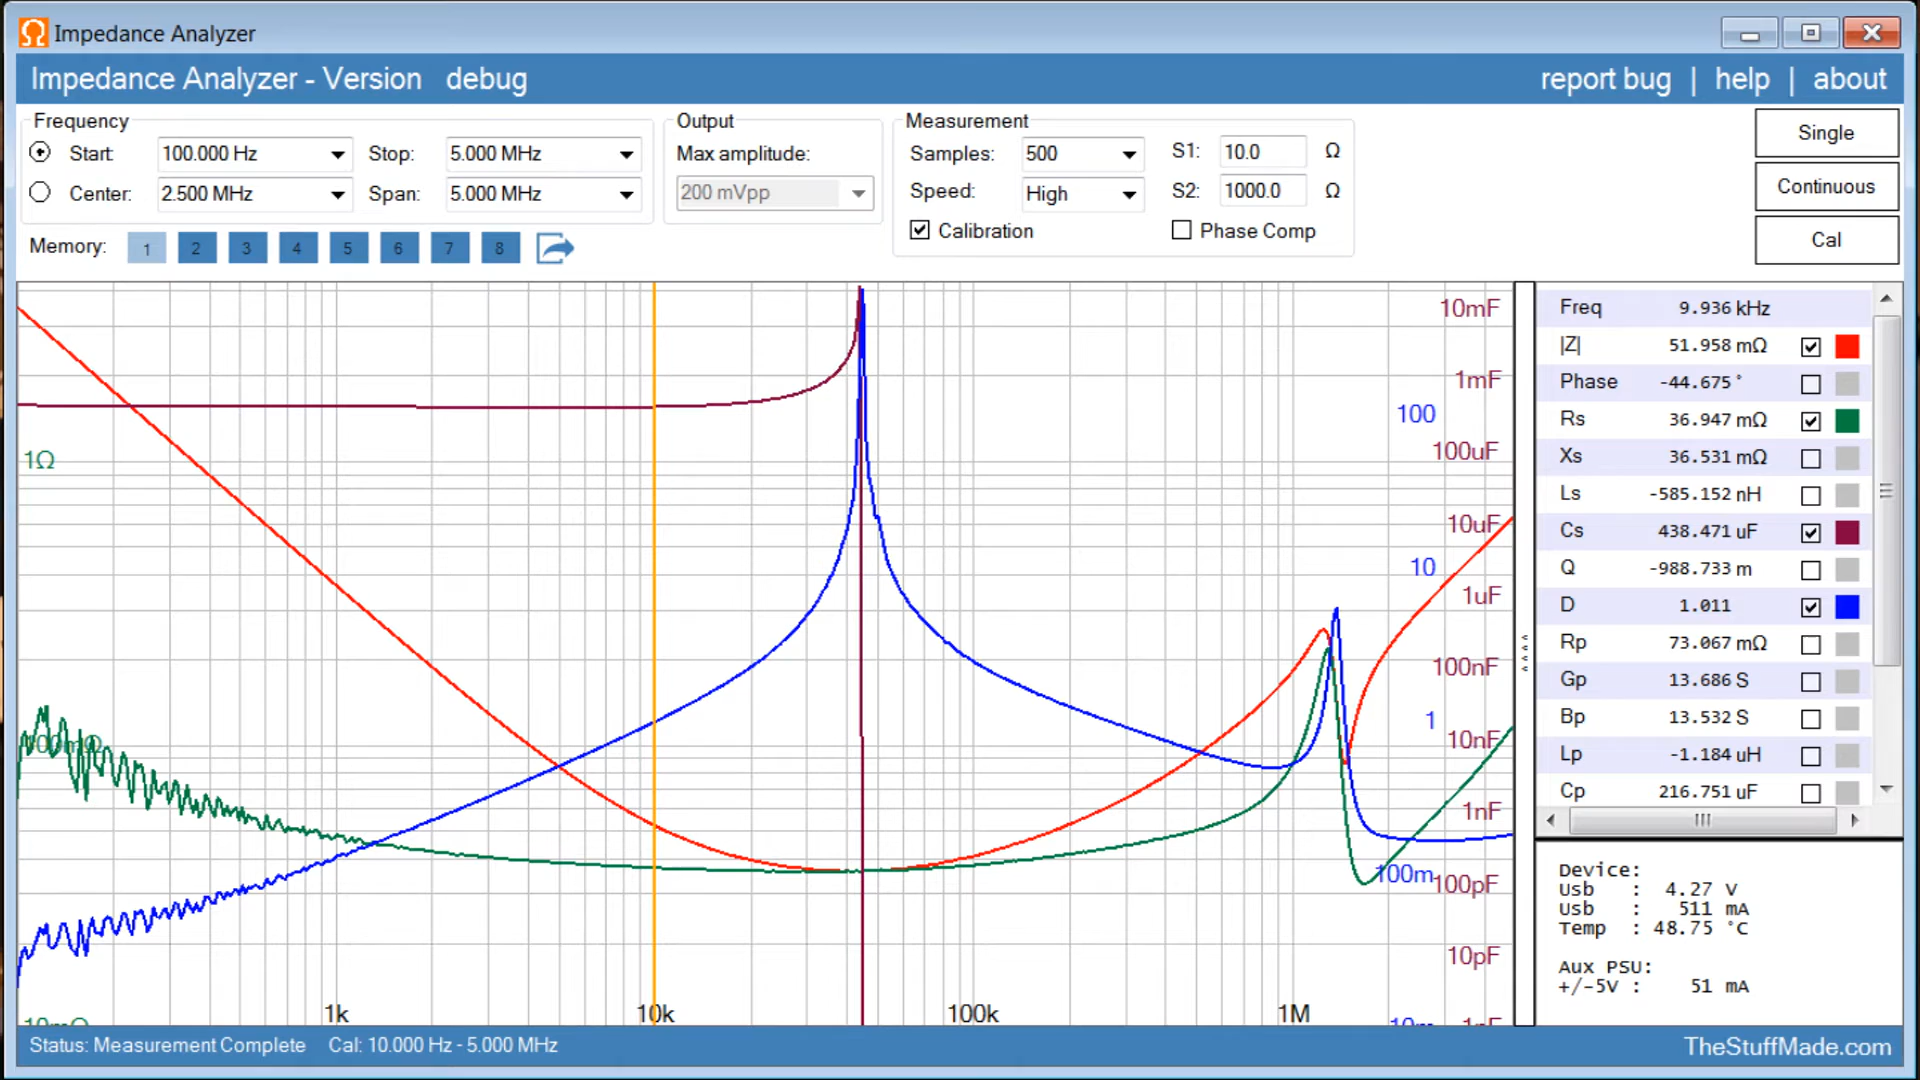 Impedance Analyzer
Impedance Analyzer - Version debug
report bug | help | about
Frequency
Start: 100.000 Hz Stop: 5.000 MHz
Center: 2.500 MHz Span: 5.000 MHz
Output
Max amplitude:
200 mVpp
Measurement
Samples: 500 S1: 10.0 Ω
Speed: High S2: 1000.0 Ω
Calibration Phase Comp
Single
Continuous
Cal
Memory: 1 2 3 4 5 6 7 8
10mF
1mF
100
100uF
1Ω
10uF
10
1uF
100nF
1
100mΩ
10nF
1nF
100m
100pF
10pF
1k 10k 100k 1M
10mΩ
10m
1pF
Freq 9.936 kHz
|Z| 51.958 mΩ
Phase -44.675 °
Rs 36.947 mΩ
Xs 36.531 mΩ
Ls -585.152 nH
Cs 438.471 uF
Q -988.733 m
D 1.011
Rp 73.067 mΩ
Gp 13.686 S
Bp 13.532 S
Lp -1.184 uH
Cp 216.751 uF
Device:
Usb : 4.27 V
Usb : 511 mA
Temp : 48.75 °C
Aux PSU:
+/-5V : 51 mA
Status: Measurement Complete Cal: 10.000 Hz - 5.000 MHz
TheStuffMade.com